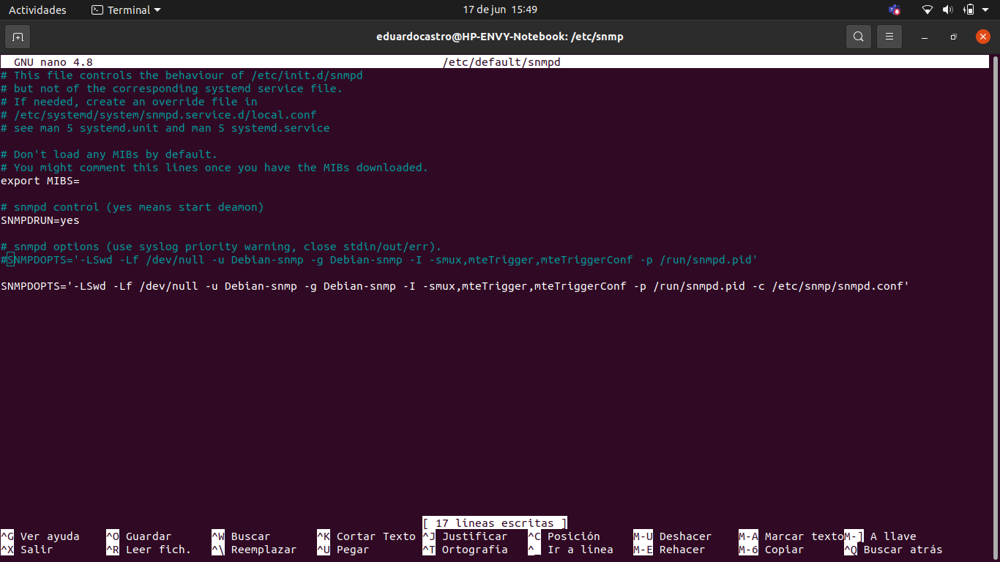 Actividades Terminal 17 de jun 15:49
eduardocastro@HP-ENVY-Notebook: /etc/snmp
GNU nano 4.8 /etc/default/snmpd
# This file controls the behaviour of /etc/init.d/snmpd
# but not of the corresponding systemd service file.
# If needed, create an override file in
# /etc/systemd/system/snmpd.service.d/local.conf
# see man 5 systemd.unit and man 5 systemd.service
# Don't load any MIBs by default.
# You might comment this lines once you have the MIBs downloaded.
export MIBS=
# snmpd control (yes means start deamon)
SNMPDRUN=yes
# snmpd options (use syslog priority warning, close stdin/out/err).
#SNMPDOPTS='-LSwd -Lf /dev/null -u Debian-snmp -g Debian-snmp -I -smux,mteTrigger,mteTriggerConf -p /run/snmpd.pid'
SNMPDOPTS='-LSwd -Lf /dev/null -u Debian-snmp -g Debian-snmp -I -smux,mteTrigger,mteTriggerConf -p /run/snmpd.pid -c /etc/snmp/snmpd.conf'
[ 17 líneas escritas ]
^G Ver ayuda ^O Guardar ^W Buscar ^K Cortar Texto ^J Justificar ^C Posición M-U Deshacer M-A Marcar texto M-] A llave
^X Salir ^R Leer fich. ^\ Reemplazar ^U Pegar ^T Ortografía ^_ Ir a línea M-E Rehacer M-6 Copiar ^Q Buscar atrás